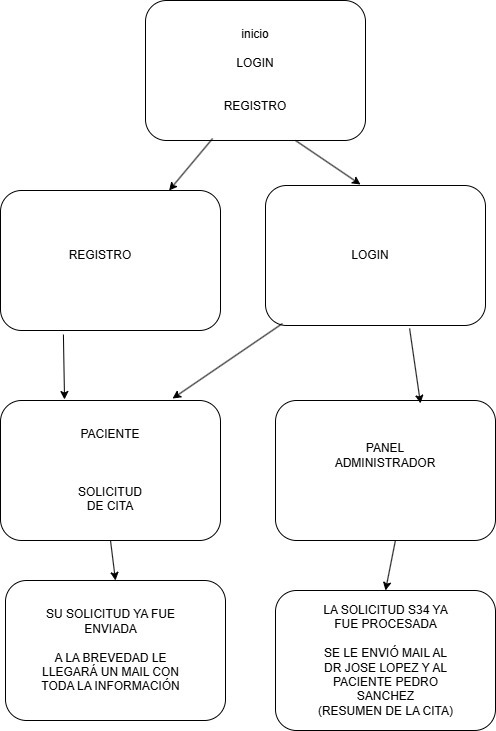 inicio
LOGIN
REGISTRO
REGISTRO
LOGIN
PACIENTE
SOLICITUD
DE CITA
PANEL
ADMINISTRADOR
SU SOLICITUD YA FUE
ENVIADA
A LA BREVEDAD LE
LLEGARÁ UN MAIL CON
TODA LA INFORMACIÓN
LA SOLICITUD S34 YA
FUE PROCESADA
SE LE ENVIÓ MAIL AL
DR JOSE LOPEZ Y AL
PACIENTE PEDRO
SANCHEZ
(RESUMEN DE LA CITA)